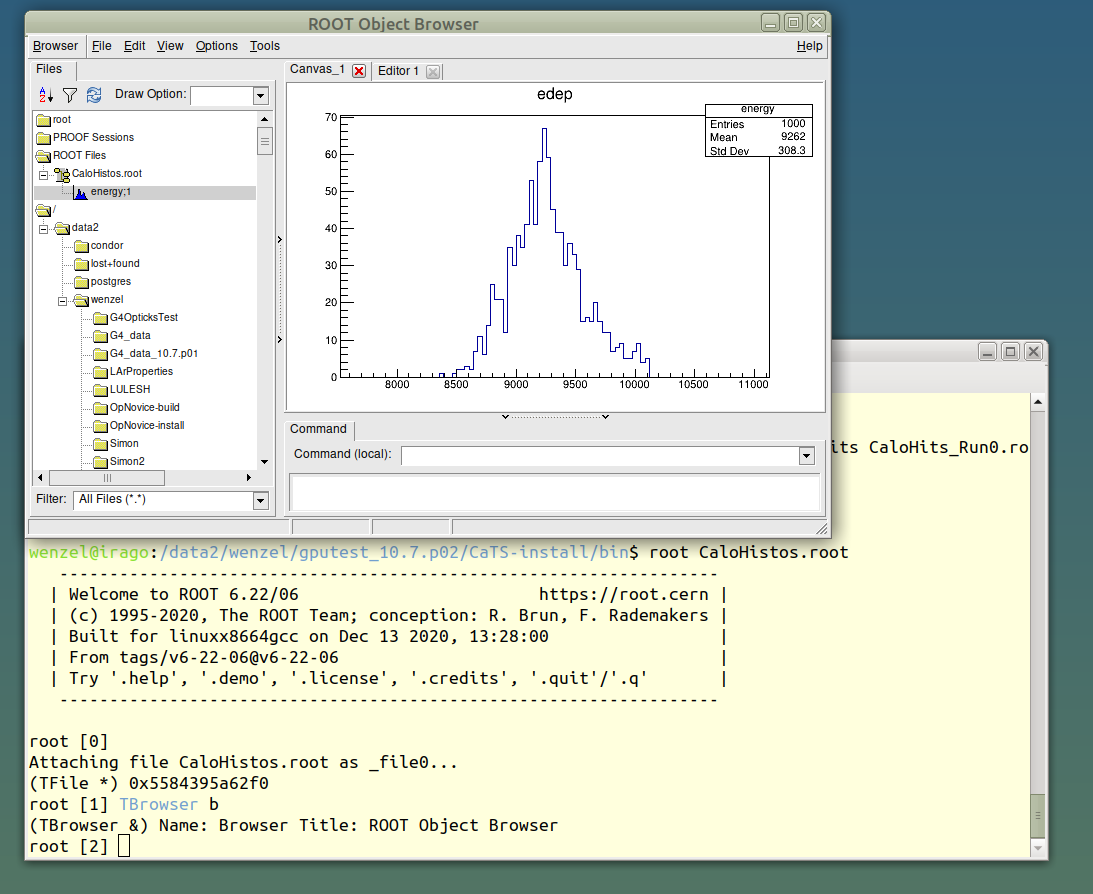 ROOT Object Browser
Browser File Edit View Options Tools Help
Files
Draw Option:
root
PROOF Sessions
ROOT Files
CaloHistos.root
energy;1
/
data2
condor
lost+found
postgres
wenzel
G4OpticksTest
G4_data
G4_data_10.7.p01
LArProperties
LULESH
OpNovice-build
OpNovice-install
Simon
Simon2
Filter: All Files (*.*)
Canvas_1 Editor 1
edep
energy
Entries 1000
Mean 9262
Std Dev 308.3
70
60
50
40
30
20
10
0
8000 8500 9000 9500 10000 10500 11000
Command
Command (local):
its CaloHits_Run0.ro
wenzel@irago:/data2/wenzel/gputest_10.7.p02/CaTS-install/bin$ root CaloHistos.root
------------------------------------------------------------------
| Welcome to ROOT 6.22/06 https://root.cern |
| (c) 1995-2020, The ROOT Team; conception: R. Brun, F. Rademakers |
| Built for linuxx8664gcc on Dec 13 2020, 13:28:00 |
| From tags/v6-22-06@v6-22-06 |
| Try '.help', '.demo', '.license', '.credits', '.quit'/'.q' |
------------------------------------------------------------------
root [0]
Attaching file CaloHistos.root as _file0...
(TFile *) 0x5584395a62f0
root [1] TBrowser b
(TBrowser &) Name: Browser Title: ROOT Object Browser
root [2]